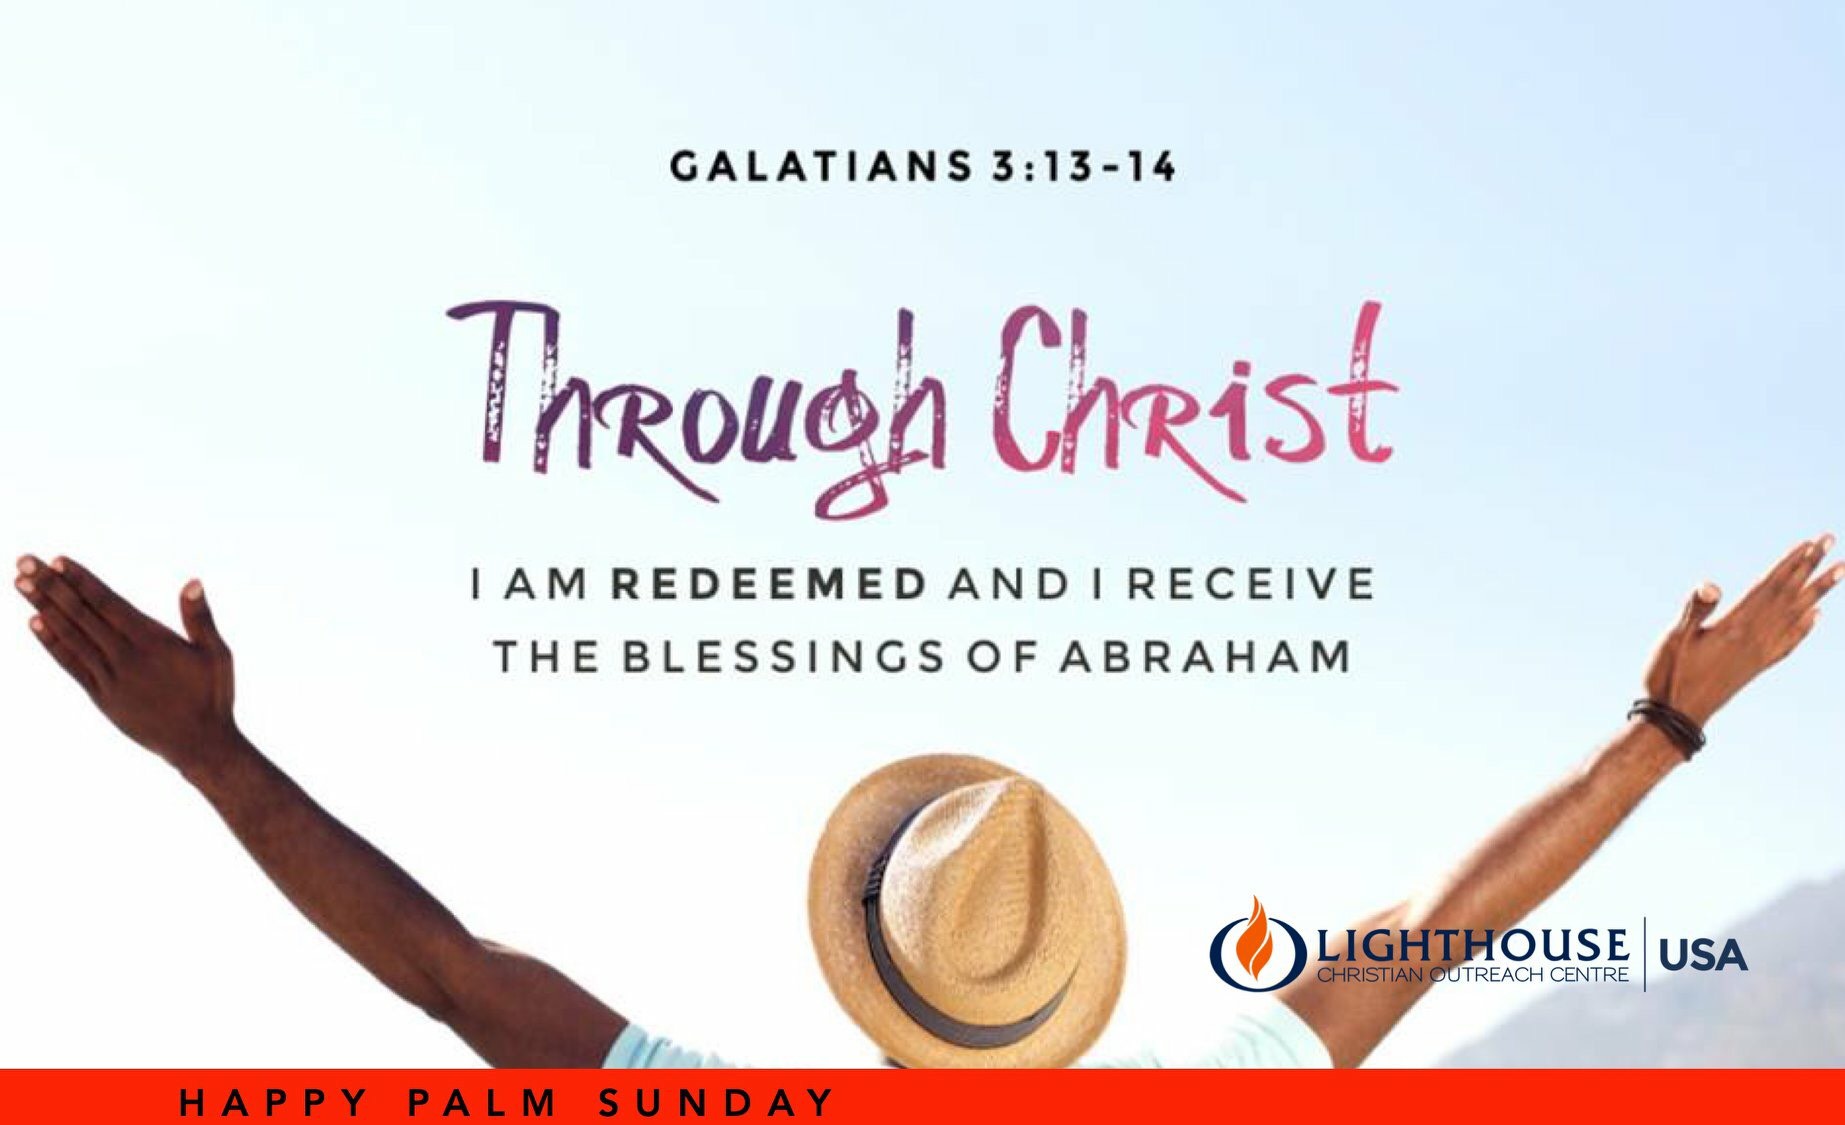 GALATIANS 3:13-14
Through Christ
I AM REDEEMED AND I RECEIVE
THE BLESSINGS OF ABRAHAM
LIGHTHOUSE
CHRISTIAN OUTREACH CENTRE
USA
HAPPY PALM SUNDAY